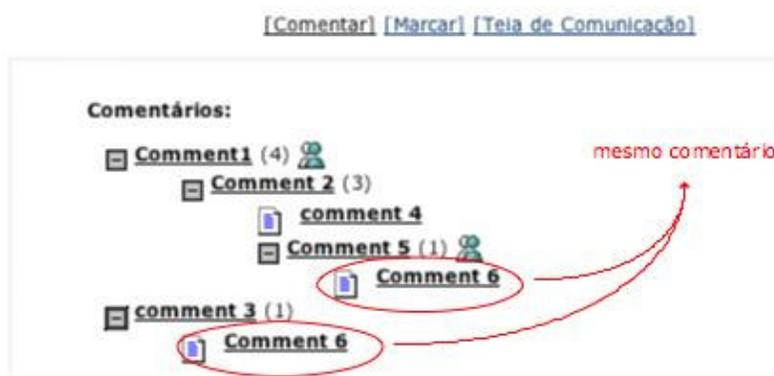 [Comentar] [Marcar] [Teia de Comunicação]
Comentários:
Comment1 (4)
mesmo comentário
Comment 2 (3)
comment 4
Comment 5 (1)
Comment 6
comment 3 (1)
Comment 6